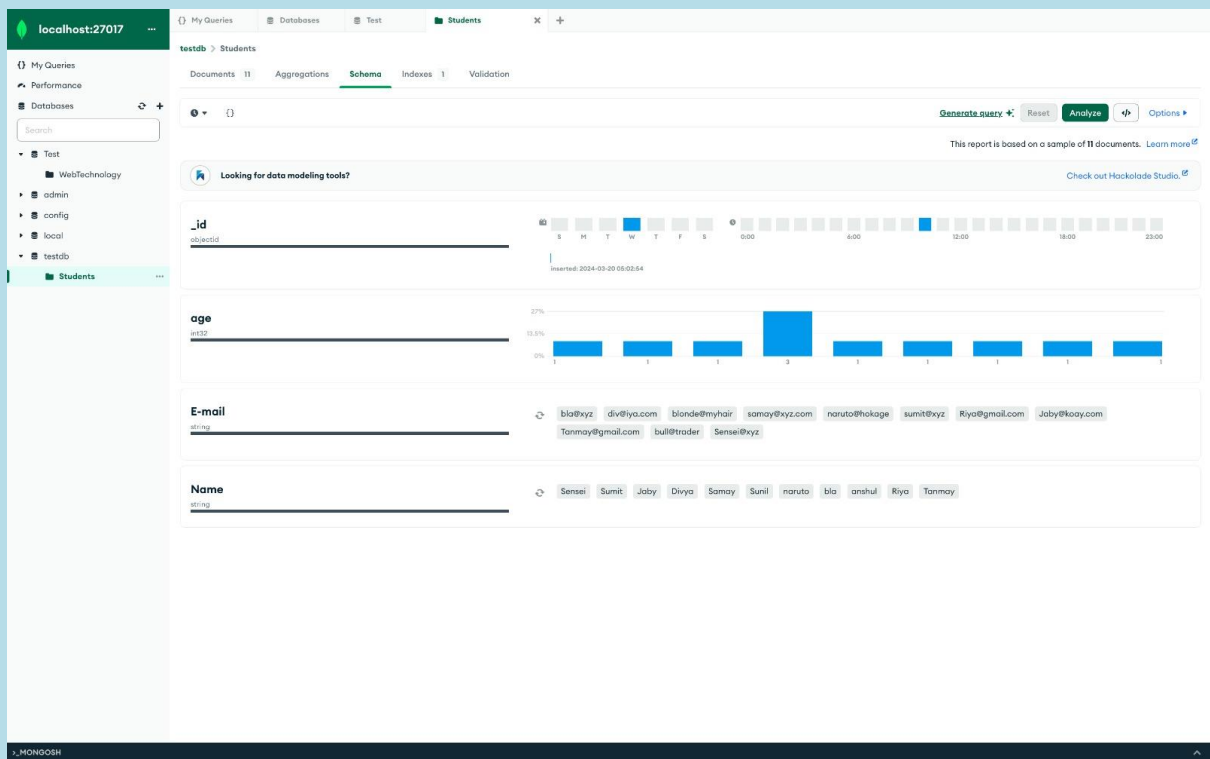 localhost:27017 ...
{} My Queries
Performance
Databases
Search
Test
WebTechnology
admin
config
local
testdb
Students ...
{} My Queries Databases Test Students
testdb > Students
Documents 11 Aggregations Schema Indexes 1 Validation
{} Generate query Reset Analyze </> Options
This report is based on a sample of 11 documents. Learn more
Looking for data modeling tools? Check out Hackolade Studio.
_id
objectid
S M T W T F S 0:00 6:00 12:00 18:00 23:00
inserted: 2024-03-20 05:02:54
age
int32
27%
13.5%
0%
1 1 1 3 1 1 1 1 1
E-mail
string
bla@xyz div@iya.com blonde@myhair samay@xyz.com naruto@hokage sumit@xyz Riya@gmail.com Jaby@koay.com
Tanmay@gmail.com bull@trader Sensei@xyz
Name
string
Sensei Sumit Jaby Divya Samay Sunil naruto bla anshul Riya Tanmay
>_MONGOSH